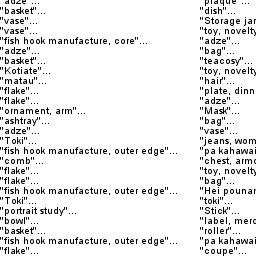 "adze"...
"basket"...
"vase"...
"vase"...
"fish hook manufacture, core"...
"adze"...
"basket"...
"Kotiate"...
"matau"...
"flake"...
"flake"...
"ornament, arm"...
"ashtray"...
"adze"...
"Toki"...
"fish hook manufacture, outer edge"...
"comb"...
"flake"...
"flake"...
"fish hook manufacture, outer edge"...
"Toki"...
"portrait study"...
"bowl"...
"basket"...
"fish hook manufacture, outer edge"...
"flake"...
"plaque"...
"dish"...
"Storage jar
"toy, novelty
"adze"...
"bag"...
"teacosy"...
"toy, novelty
"hair"...
"plate, dinn
"adze"...
"Mask"...
"bag"...
"vase"...
"jeans, wom
"pa kahawai
"chest, armo
"toy, novelty
"bag"...
"Hei pounar
"toki"...
"Stick"...
"label, merc
"roller"...
"pa kahawai
"coupe"...